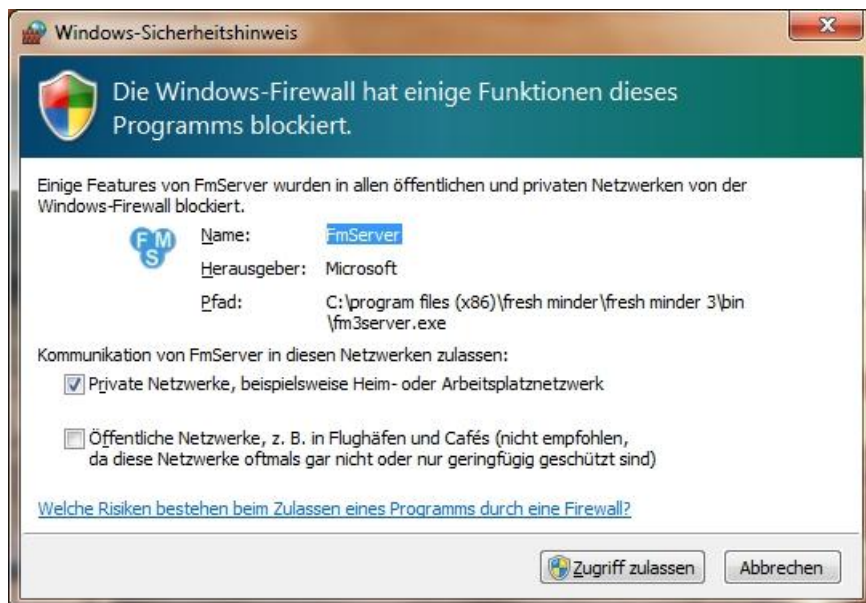 Windows-Sicherheitshinweis
Die Windows-Firewall hat einige Funktionen dieses
Programms blockiert.
Einige Features von FmServer wurden in allen öffentlichen und privaten Netzwerken von der
Windows-Firewall blockiert.
FMS
Name: FmServer
Herausgeber: Microsoft
Pfad: C:\program files (x86)\fresh minder\fresh minder 3\bin
\fm3server.exe
Kommunikation von FmServer in diesen Netzwerken zulassen:
Private Netzwerke, beispielsweise Heim- oder Arbeitsplatznetzwerk
Öffentliche Netzwerke, z. B. in Flughäfen und Cafés (nicht empfohlen,
da diese Netzwerke oftmals gar nicht oder nur geringfügig geschützt sind)
Welche Risiken bestehen beim Zulassen eines Programms durch eine Firewall?
Zugriff zulassen Abbrechen